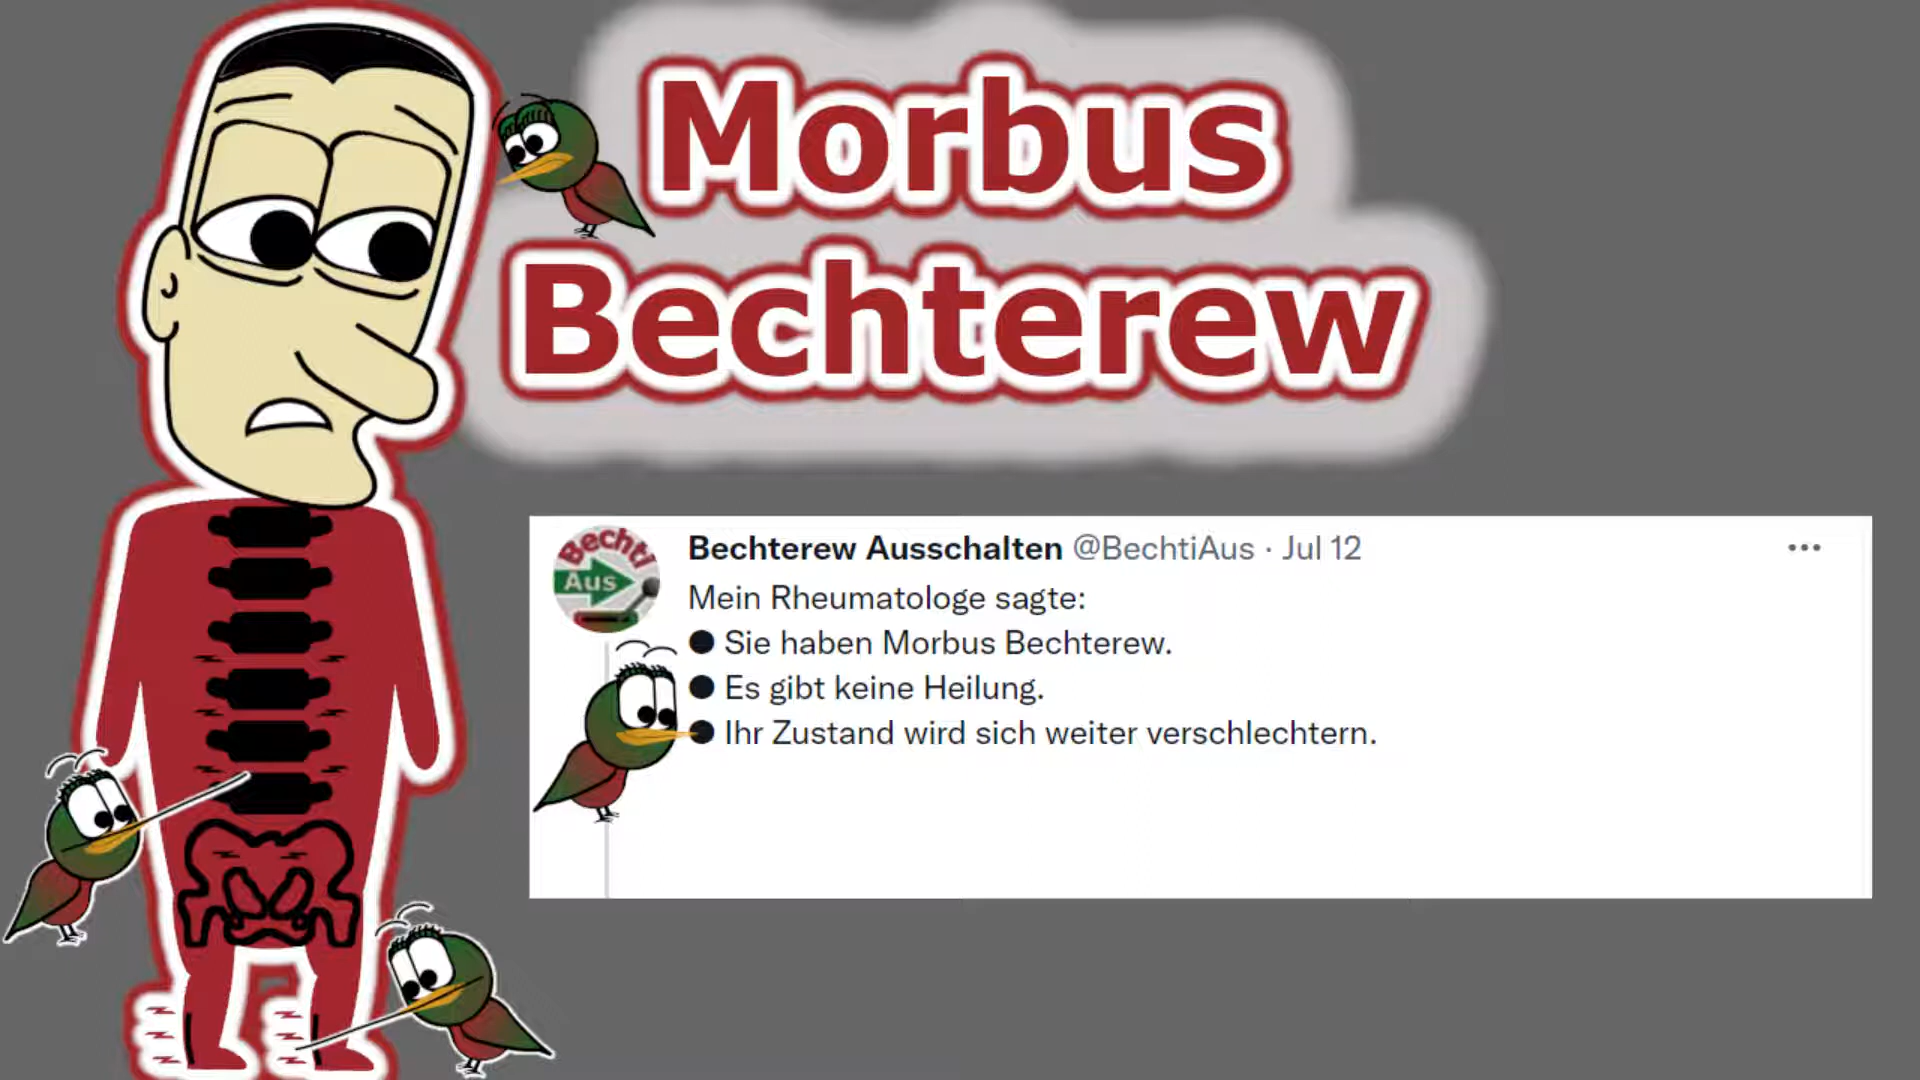 Morbus
Bechterew
Bechti
Aus
Bechterew Ausschalten @BechtiAus · Jul 12
Mein Rheumatologe sagte:
● Sie haben Morbus Bechterew.
● Es gibt keine Heilung.
● Ihr Zustand wird sich weiter verschlechtern.